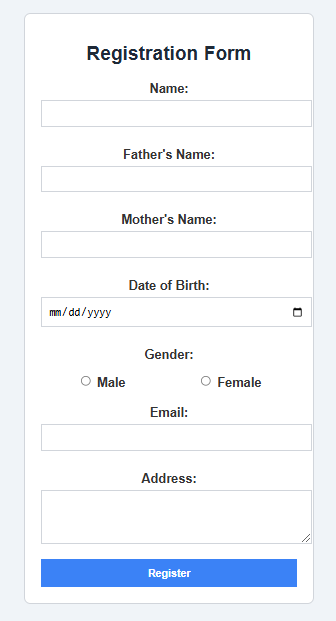 Registration Form
Name:
Father's Name:
Mother's Name:
Date of Birth:
mm/dd/yyyy
Gender:
Male Female
Email:
Address:
Register